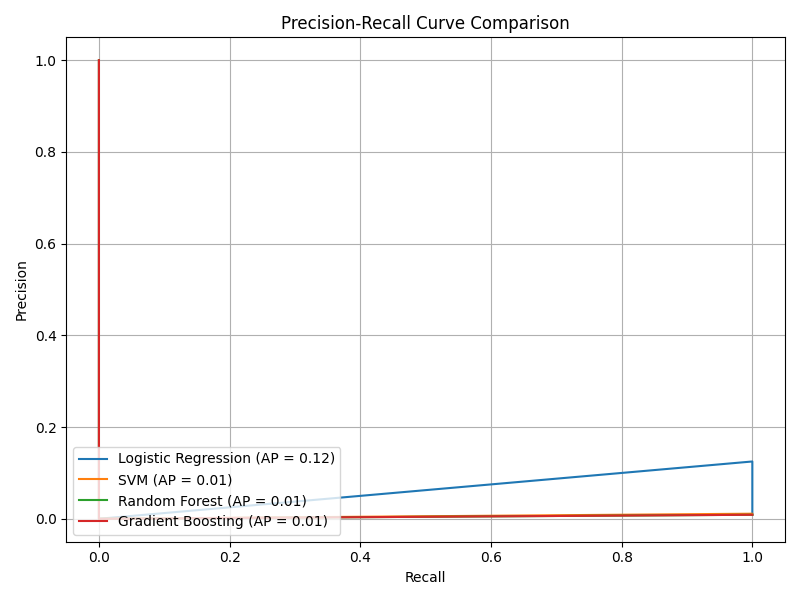 Precision-Recall Curve Comparison
Precision
1.0
0.8
0.6
0.4
0.2
0.0
Logistic Regression (AP = 0.12)
SVM (AP = 0.01)
Random Forest (AP = 0.01)
Gradient Boosting (AP = 0.01)
0.0 0.2 0.4 0.6 0.8 1.0
Recall